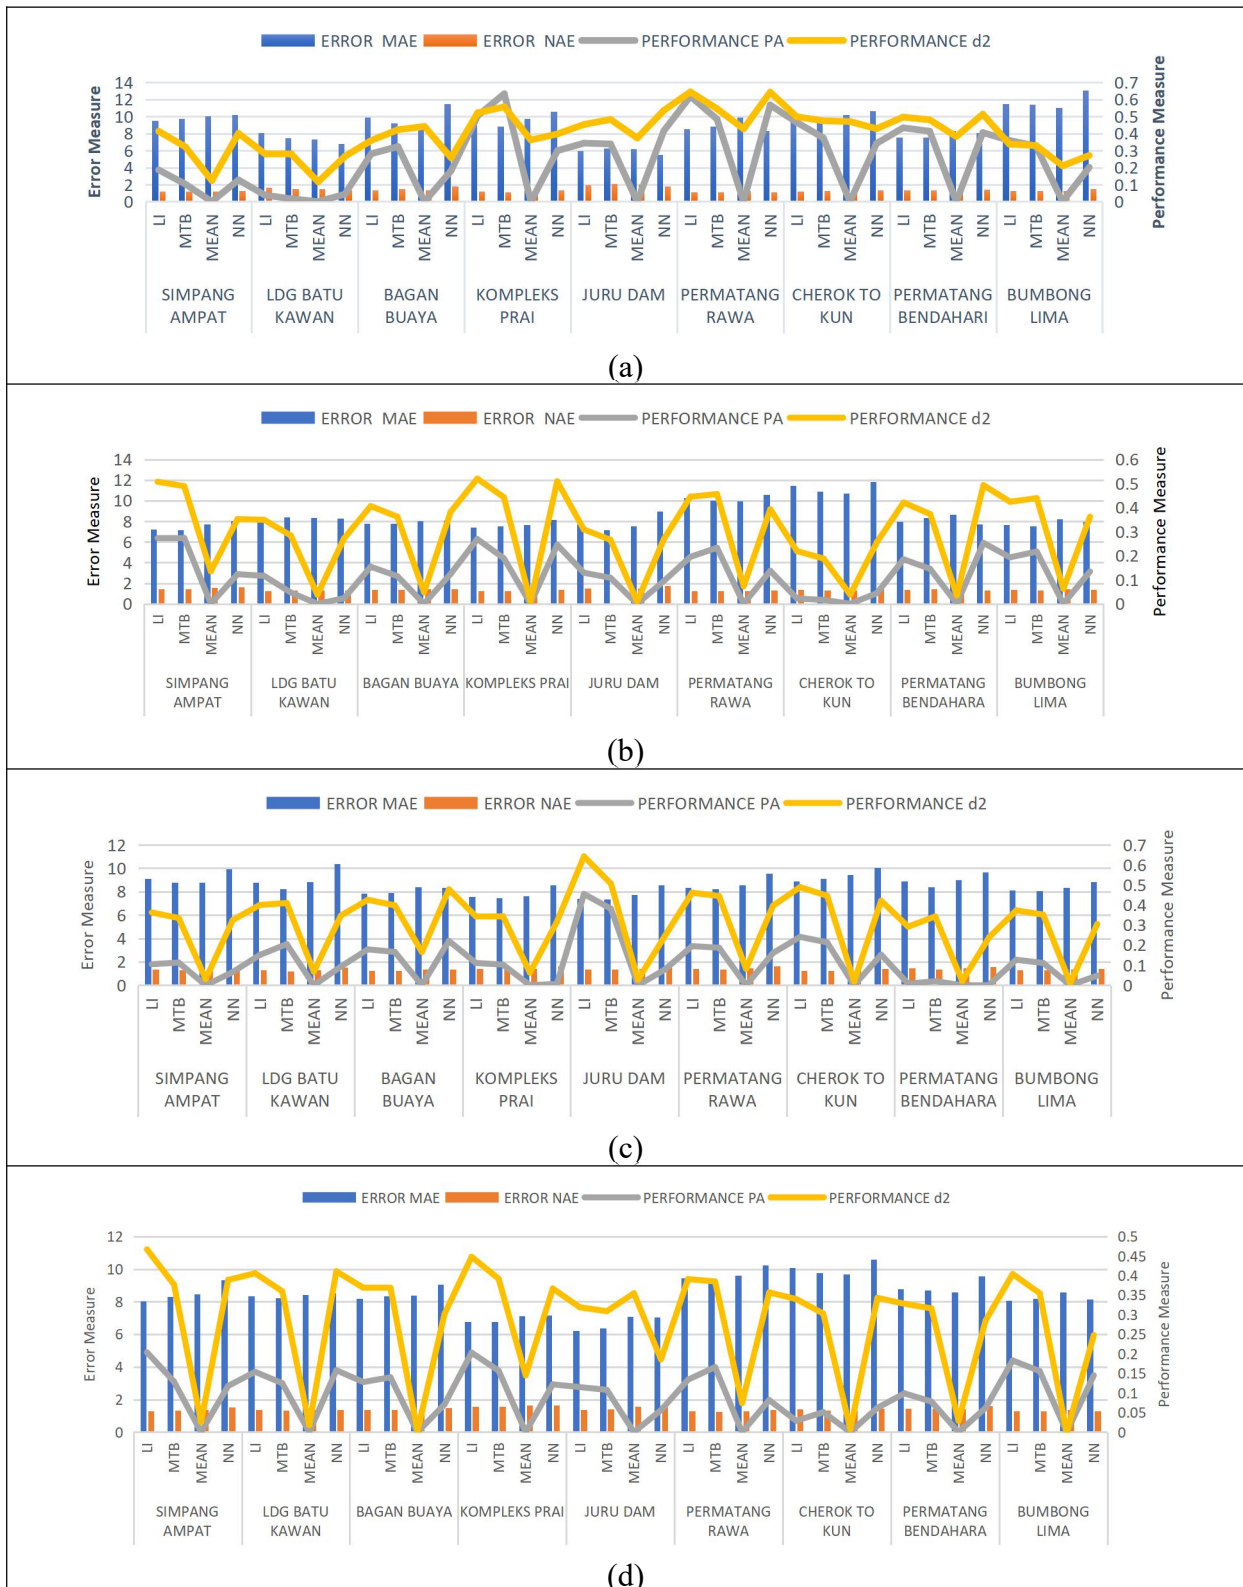 ERROR MAE ERROR NAE PERFORMANCE PA PERFORMANCE d2
Error Measure
14
12
10
8
6
4
2
0
0.7
0.6
0.5
0.4
0.3
0.2
0.1
0
Performance Measure
LI MTB MEAN NN LI MTB MEAN NN LI MTB MEAN NN LI MTB MEAN NN LI MTB MEAN NN LI MTB MEAN NN LI MTB MEAN NN LI MTB MEAN NN LI MTB MEAN NN
SIMPANG LDG BATU BAGAN KOMPLEKS JURU DAM PERMATANG CHEROK TO PERMATANG BUMBONG
AMPAT KAWAN BUAYA PRAI RAWA KUN BENDAHARI LIMA
(a)
ERROR MAE ERROR NAE PERFORMANCE PA PERFORMANCE d2
Error Measure
14
12
10
8
6
4
2
0
0.6
0.5
0.4
0.3
0.2
0.1
0
Performance Measure
LI MTB MEAN NN LI MTB MEAN NN LI MTB MEAN NN LI MTB MEAN NN LI MTB MEAN NN LI MTB MEAN NN LI MTB MEAN NN LI MTB MEAN NN LI MTB MEAN NN
SIMPANG LDG BATU BAGAN BUAYA KOMPLEKS PRAI JURU DAM PERMATANG CHEROK TO PERMATANG BUMBONG
AMPAT KAWAN RAWA KUN BENDAHARA LIMA
(b)
ERROR MAE ERROR NAE PERFORMANCE PA PERFORMANCE d2
Error Measure
12
10
8
6
4
2
0
0.7
0.6
0.5
0.4
0.3
0.2
0.1
0
Performance Measure
LI MTB MEAN NN LI MTB MEAN NN LI MTB MEAN NN LI MTB MEAN NN LI MTB MEAN NN LI MTB MEAN NN LI MTB MEAN NN LI MTB MEAN NN LI MTB MEAN NN
SIMPANG LDG BATU BAGAN KOMPLEKS JURU DAM PERMATANG CHEROK TO PERMATANG BUMBONG
AMPAT KAWAN BUAYA PRAI RAWA KUN BENDAHARA LIMA
(c)
ERROR MAE ERROR NAE PERFORMANCE PA PERFORMANCE d2
Error Measure
12
10
8
6
4
2
0
0.5
0.45
0.4
0.35
0.3
0.25
0.2
0.15
0.1
0.05
0
Performance Measure
LI MTB MEAN NN LI MTB MEAN NN LI MTB MEAN NN LI MTB MEAN NN LI MTB MEAN NN LI MTB MEAN NN LI MTB MEAN NN LI MTB MEAN NN LI MTB MEAN NN
SIMPANG LDG BATU BAGAN BUAYA KOMPLEKS PRAI JURU DAM PERMATANG CHEROK TO PERMATANG BUMBONG
AMPAT KAWAN RAWA KUN BENDAHARA LIMA
(d)